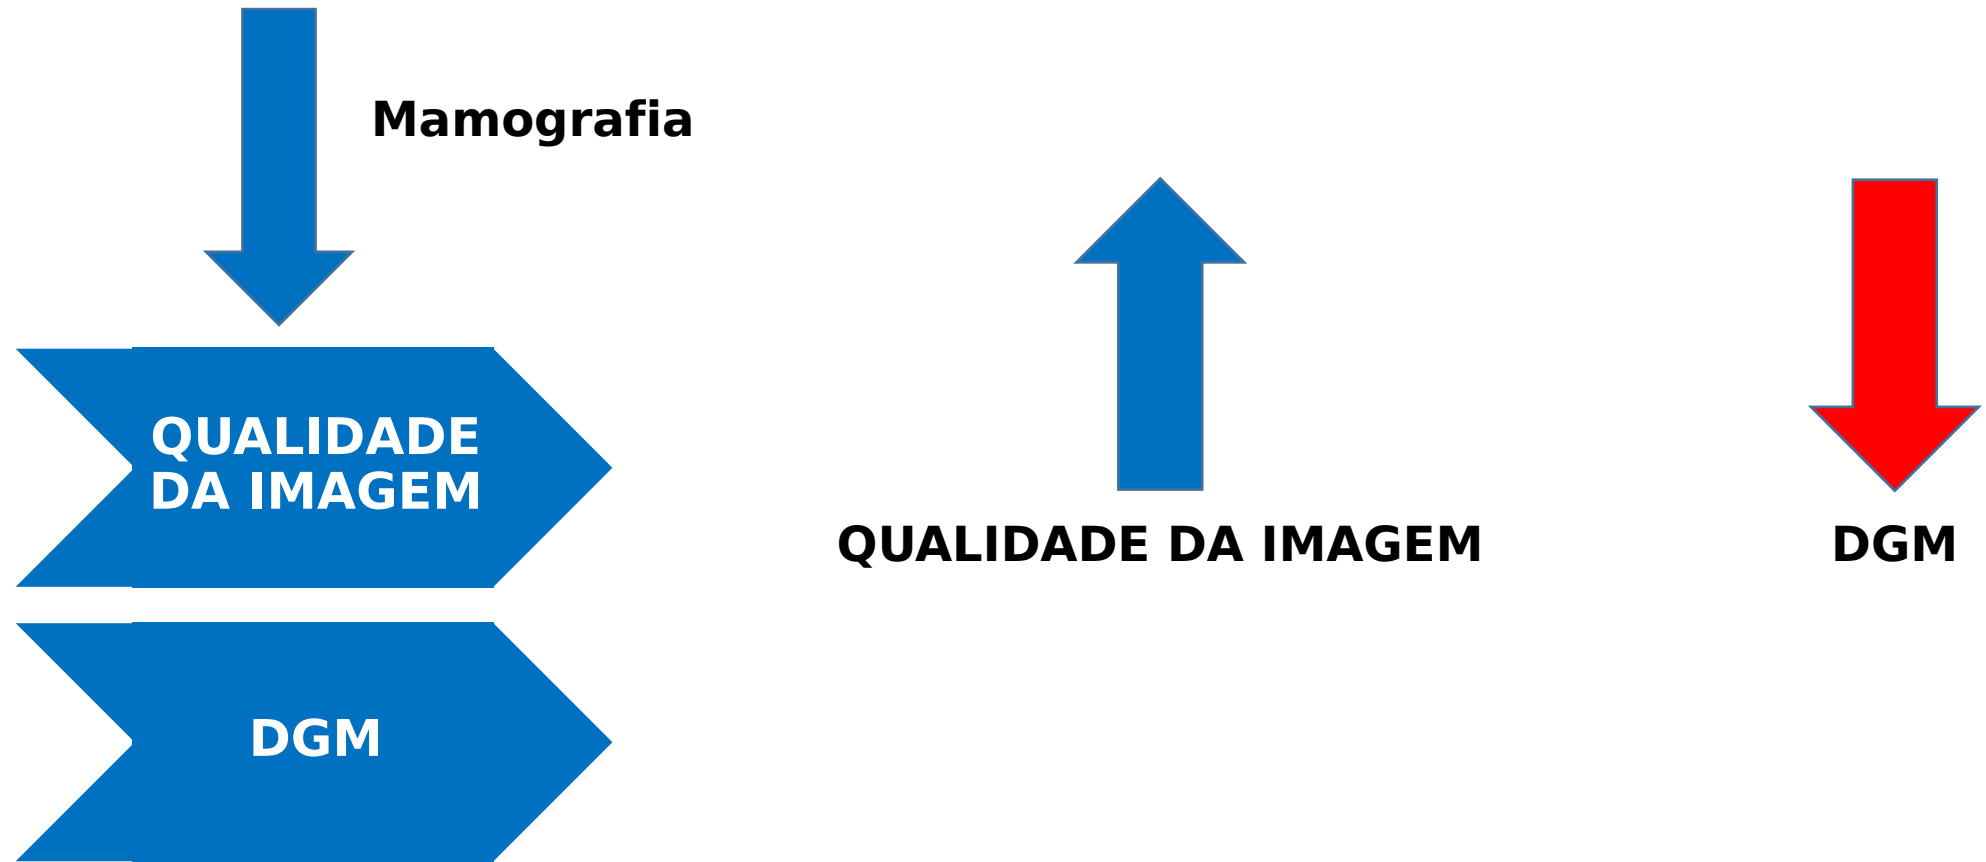 Mamografia
QUALIDADE
DA IMAGEM
DGM
QUALIDADE DA IMAGEM
DGM